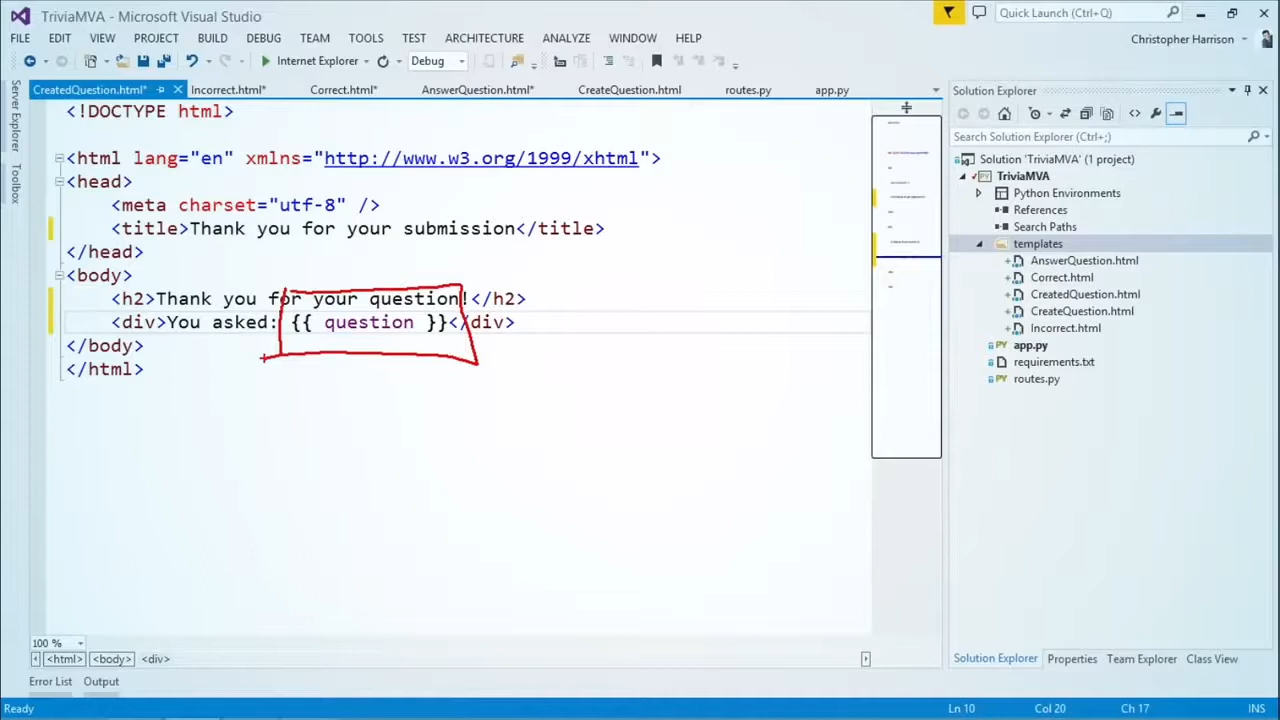 TriviaMVA - Microsoft Visual Studio
Quick Launch (Ctrl+Q)
FILE EDIT VIEW PROJECT BUILD DEBUG TEAM TOOLS TEST ARCHITECTURE ANALYZE WINDOW HELP
Christopher Harrison
Internet Explorer
Debug
Server Explorer
Toolbox
CreatedQuestion.html* Incorrect.html* Correct.html* AnswerQuestion.html* CreateQuestion.html routes.py app.py
<!DOCTYPE html>
<html lang="en" xmlns="http://www.w3.org/1999/xhtml">
<head>
<meta charset="utf-8" />
<title>Thank you for your submission</title>
</head>
<body>
<h2>Thank you for your question!</h2>
<div>You asked: {{ question }}</div>
</body>
</html>
100 %
<html> <body> <div>
Error List Output
Solution Explorer
Search Solution Explorer (Ctrl+;)
Solution 'TriviaMVA' (1 project)
TriviaMVA
Python Environments
References
Search Paths
templates
AnswerQuestion.html
Correct.html
CreatedQuestion.html
CreateQuestion.html
Incorrect.html
app.py
requirements.txt
routes.py
Solution Explorer Properties Team Explorer Class View
Ready
Ln 10 Col 20 Ch 17 INS